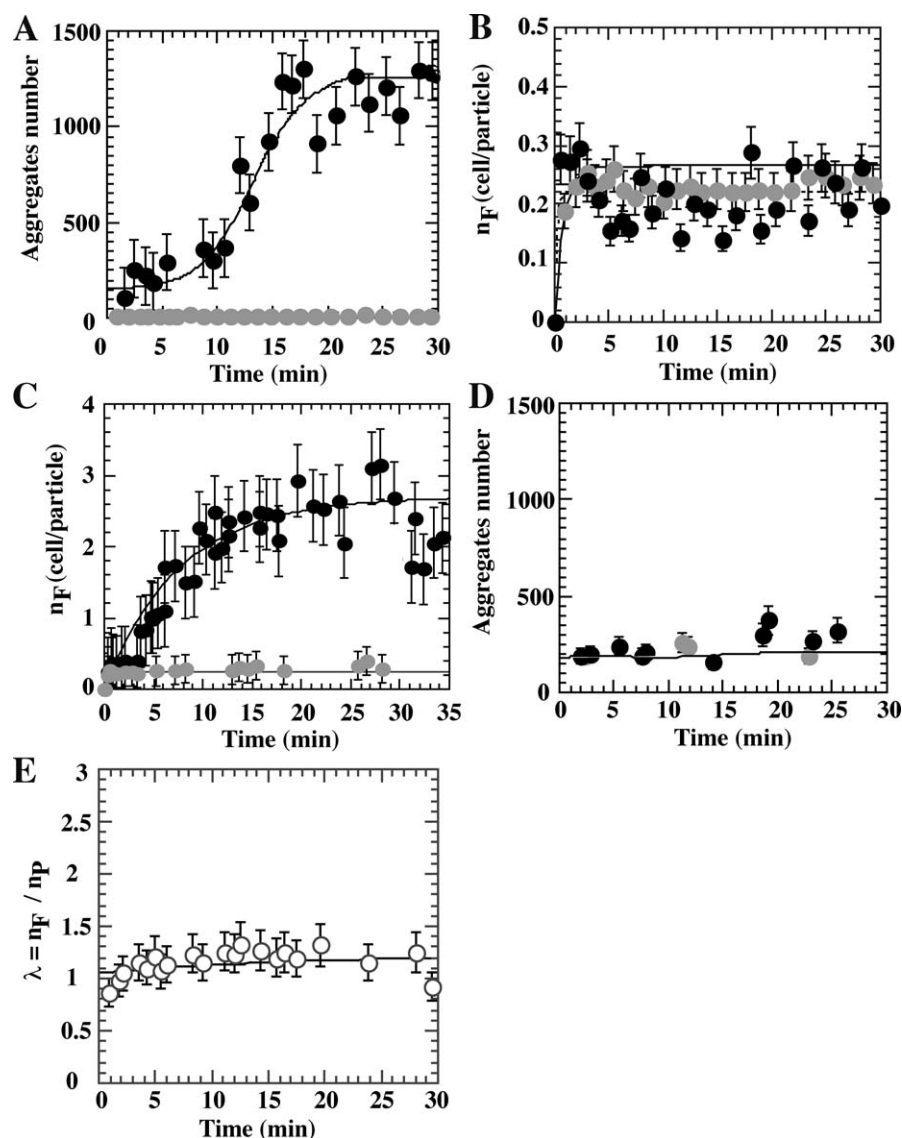 A
Aggregates number
1500
1000
500
0
0 5 10 15 20 25 30
Time (min)
B
nF (cell/particle)
0.5
0.4
0.3
0.2
0.1
0
0 5 10 15 20 25 30
Time (min)
C
nF (cell/particle)
4
3
2
1
0
0 5 10 15 20 25 30 35
Time (min)
D
Aggregates number
1500
1000
500
0
0 5 10 15 20 25 30
Time (min)
E
λ = nF / nP
3
2.5
2
1.5
1
0.5
0
0 5 10 15 20 25 30
Time (min)